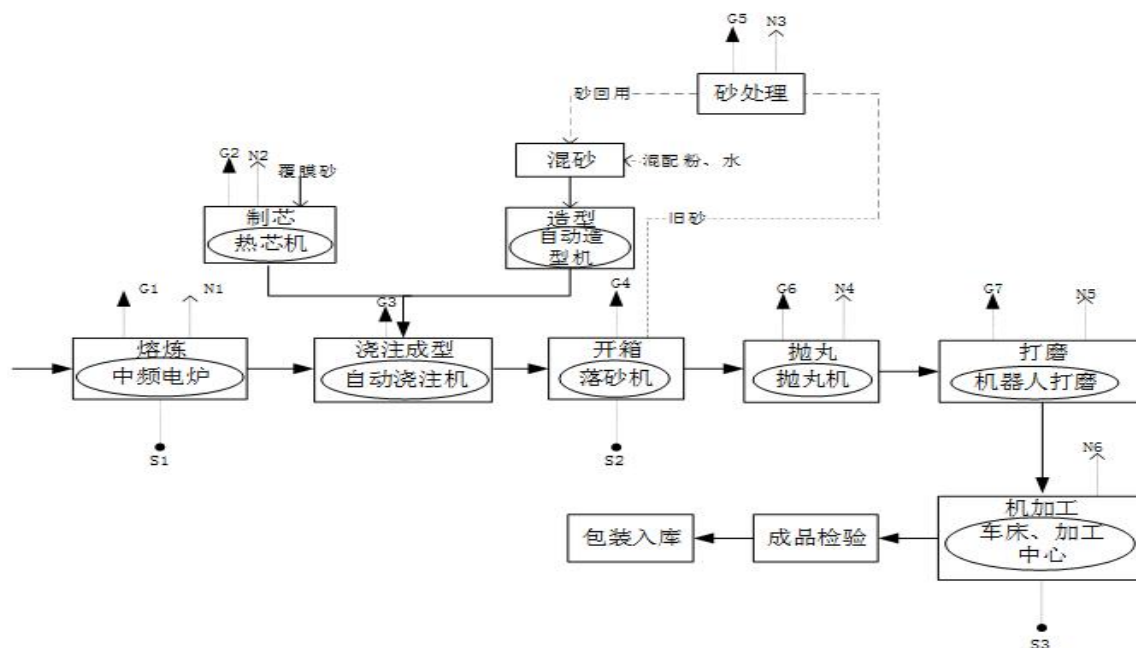 G5
N3
砂回用
砂处理
G2
N2
覆膜砂
混砂
混配粉、水
制芯
热芯机
造型
自动造
型机
旧砂
G1
N1
G3
G4
G6
N4
G7
N5
熔炼
中频电炉
浇注成型
自动浇注机
开箱
落砂机
抛丸
抛丸机
打磨
机器人打磨
S1
S2
N6
包装入库
成品检验
机加工
车床、加工
中心
S3